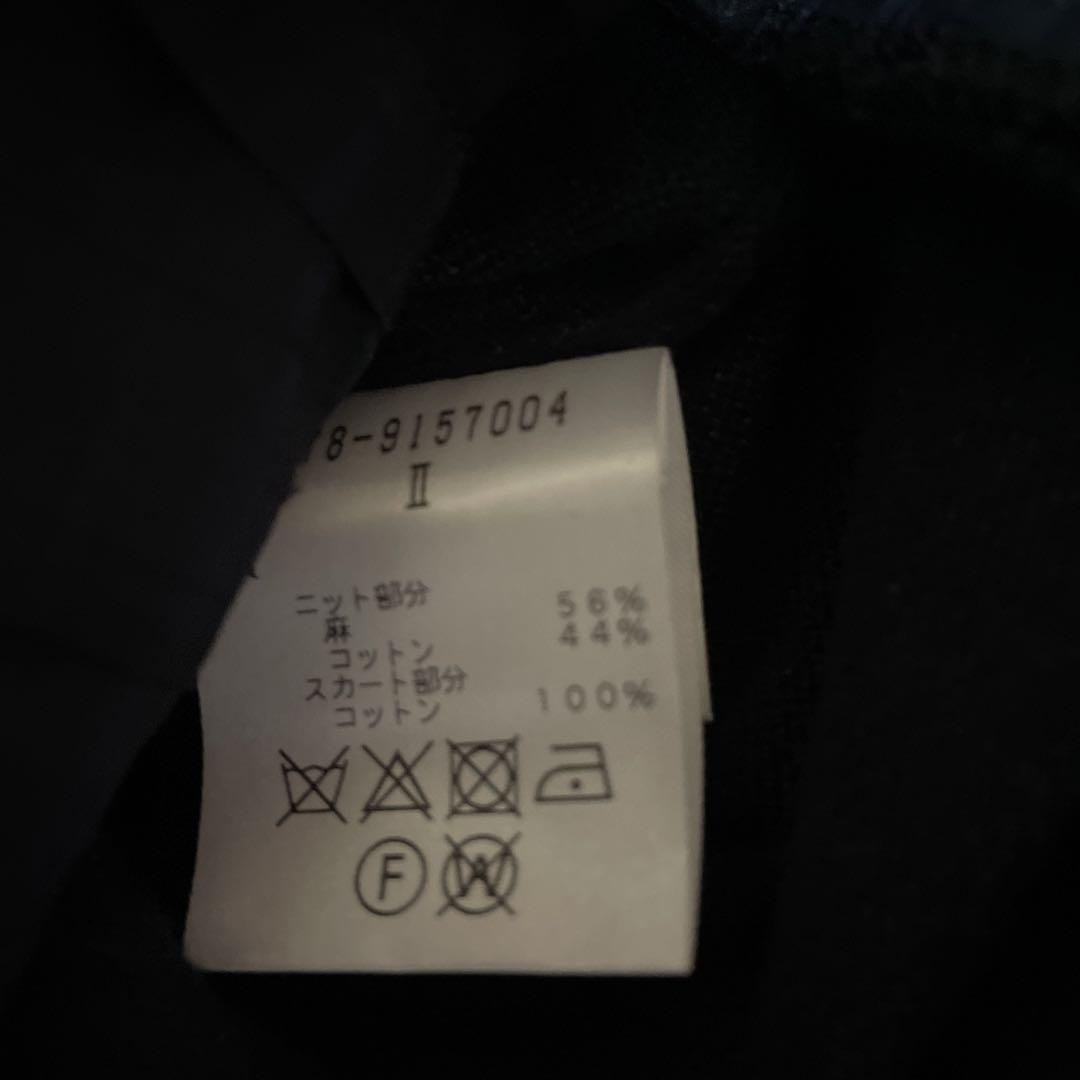 8-9157004
Ⅱ
ニット部分
麻 56%
コットン 44%
スカート部分
コットン 100%
F
W